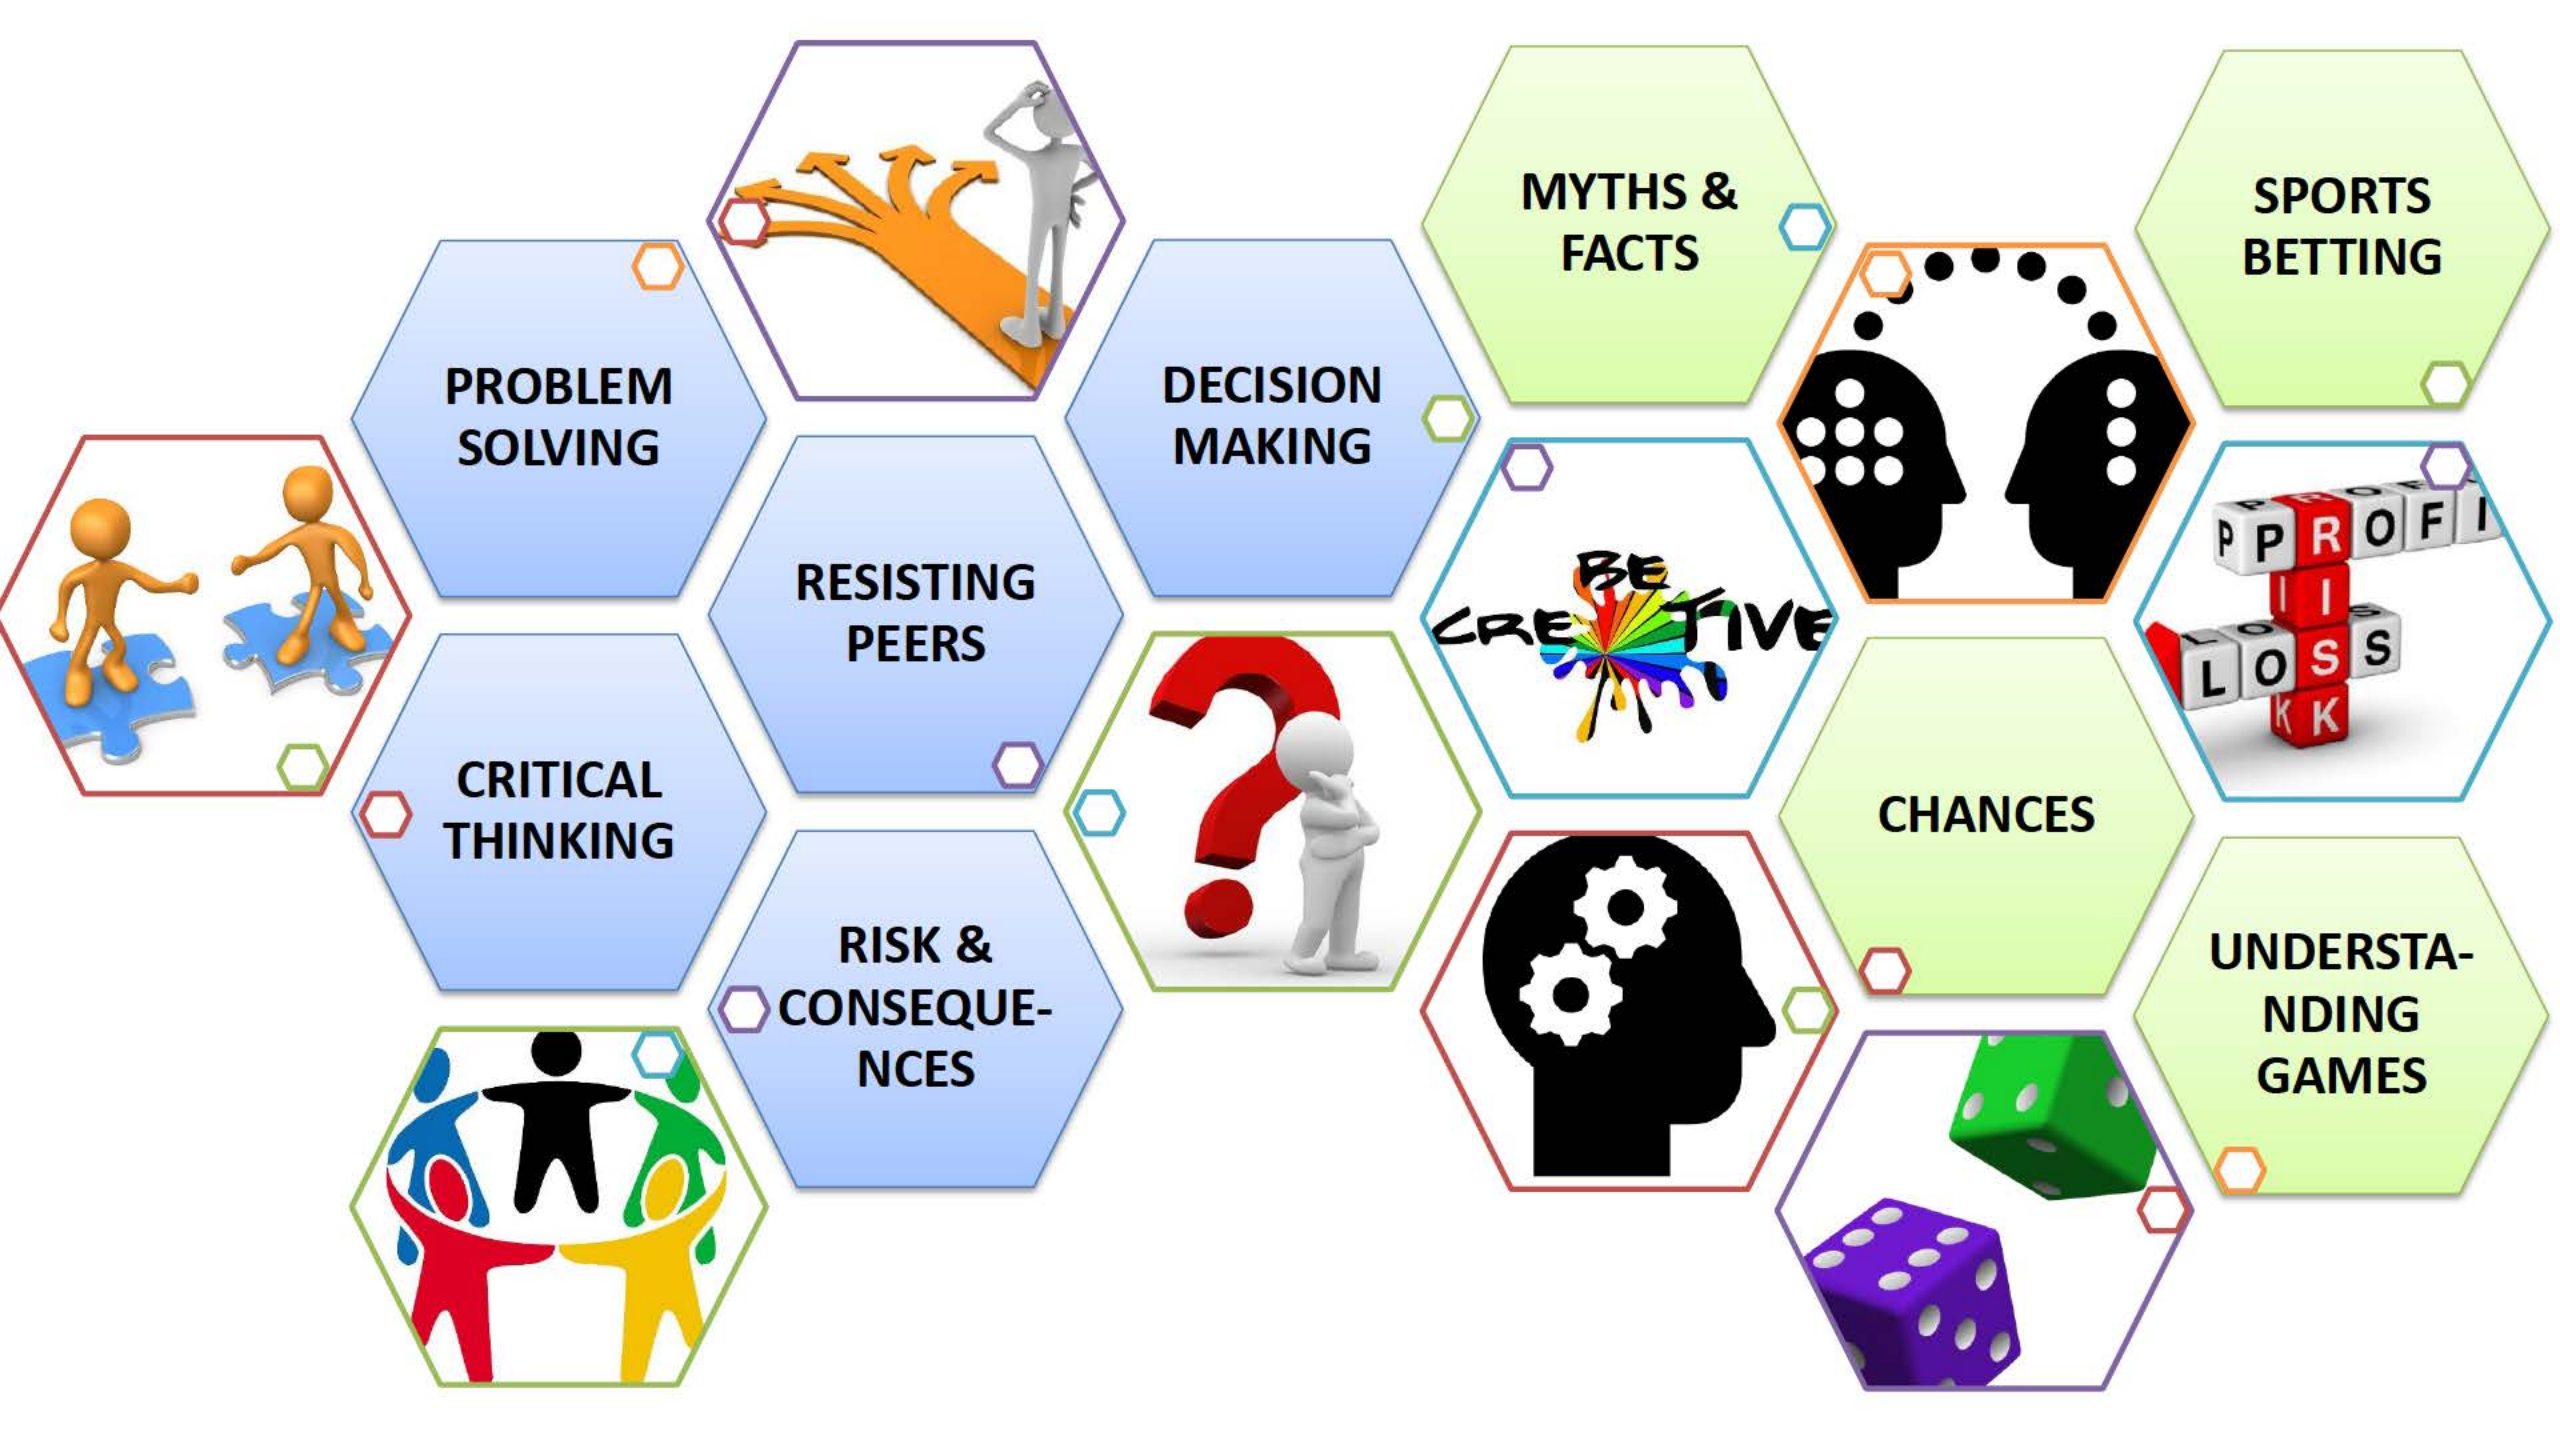 PROBLEM
SOLVING
CRITICAL
THINKING
RESISTING
PEERS
RISK &
CONSEQUE-
NCES
DECISION
MAKING
MYTHS &
FACTS
BE
CRE TIVE
CHANCES
SPORTS
BETTING
PROFI
RISK
LOSS
UNDERSTA-
NDING
GAMES